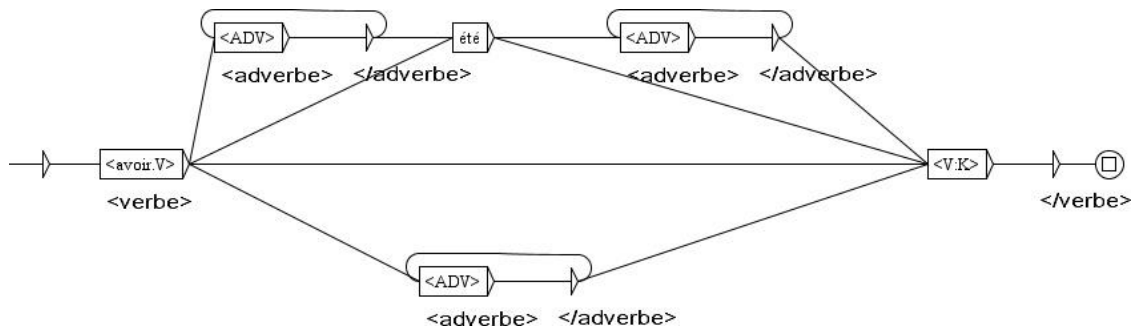 <ADV> été <ADV>
<adverbe> </adverbe> <adverbe> </adverbe>
<avoir.V> <V:K>
<verbe> </verbe>
<ADV>
<adverbe> </adverbe>